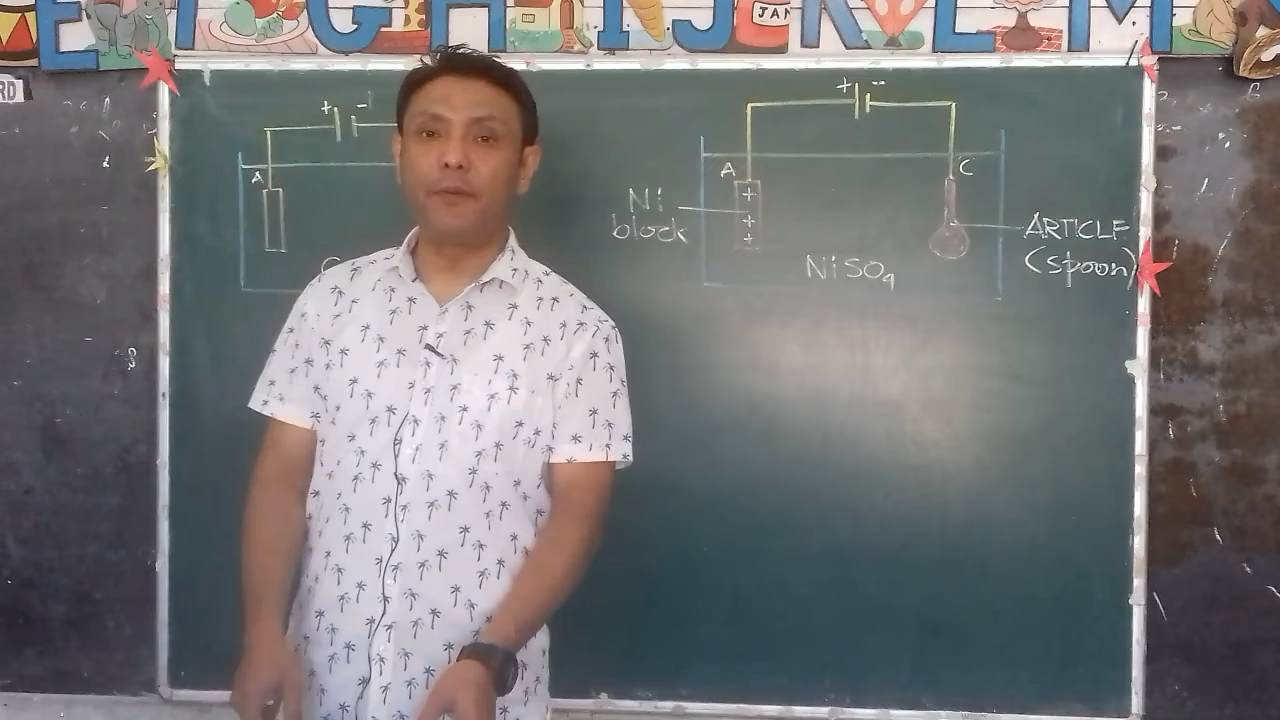 E F G H I J K L M
JAM
RD
+ -
A
+ -
A
C
+
+
+
Ni
block
ARTICLE
(spoon)
NiSO4